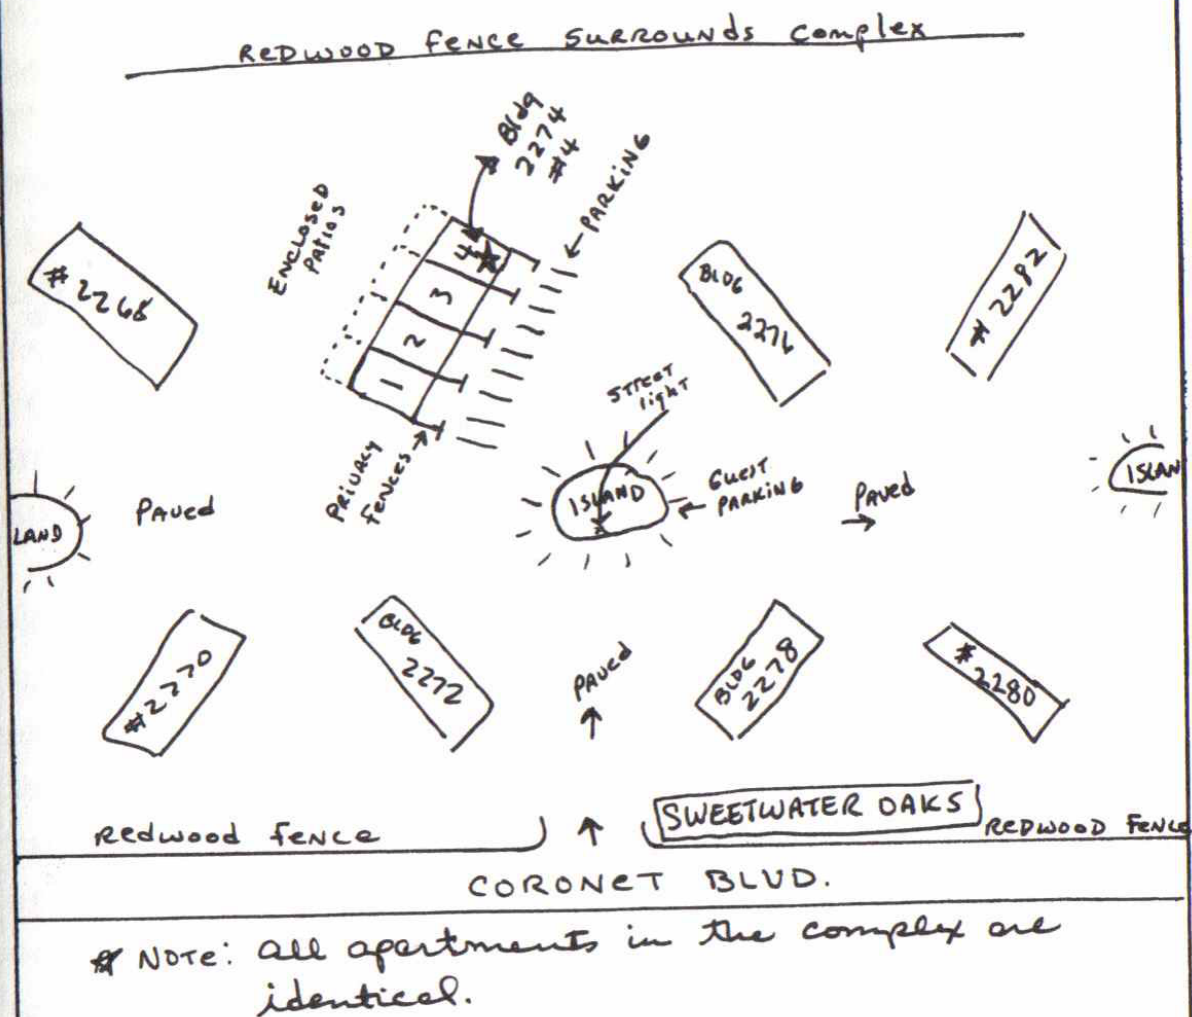 REDWOOD FENCE SURROUNDS Complex
Bldg
2274
#4
← PARKING
ENCLOSED
PATIOS
# 2268
4
3
2
1
BLDG
2276
# 2282
STREET
light
PRIVACY
FENCES →
LAND
PAVED
ISLAND
← GUEST
PARKING
PAVED
→
ISLAN
#2270
BLDG
2272
PAVED
↑
BLDG
2278
#
2280
Redwood fence
↑
SWEETWATER OAKS
REDWOOD FENCE
CORONET BLVD.
* NOTE: all apartments in the complex are
identical.